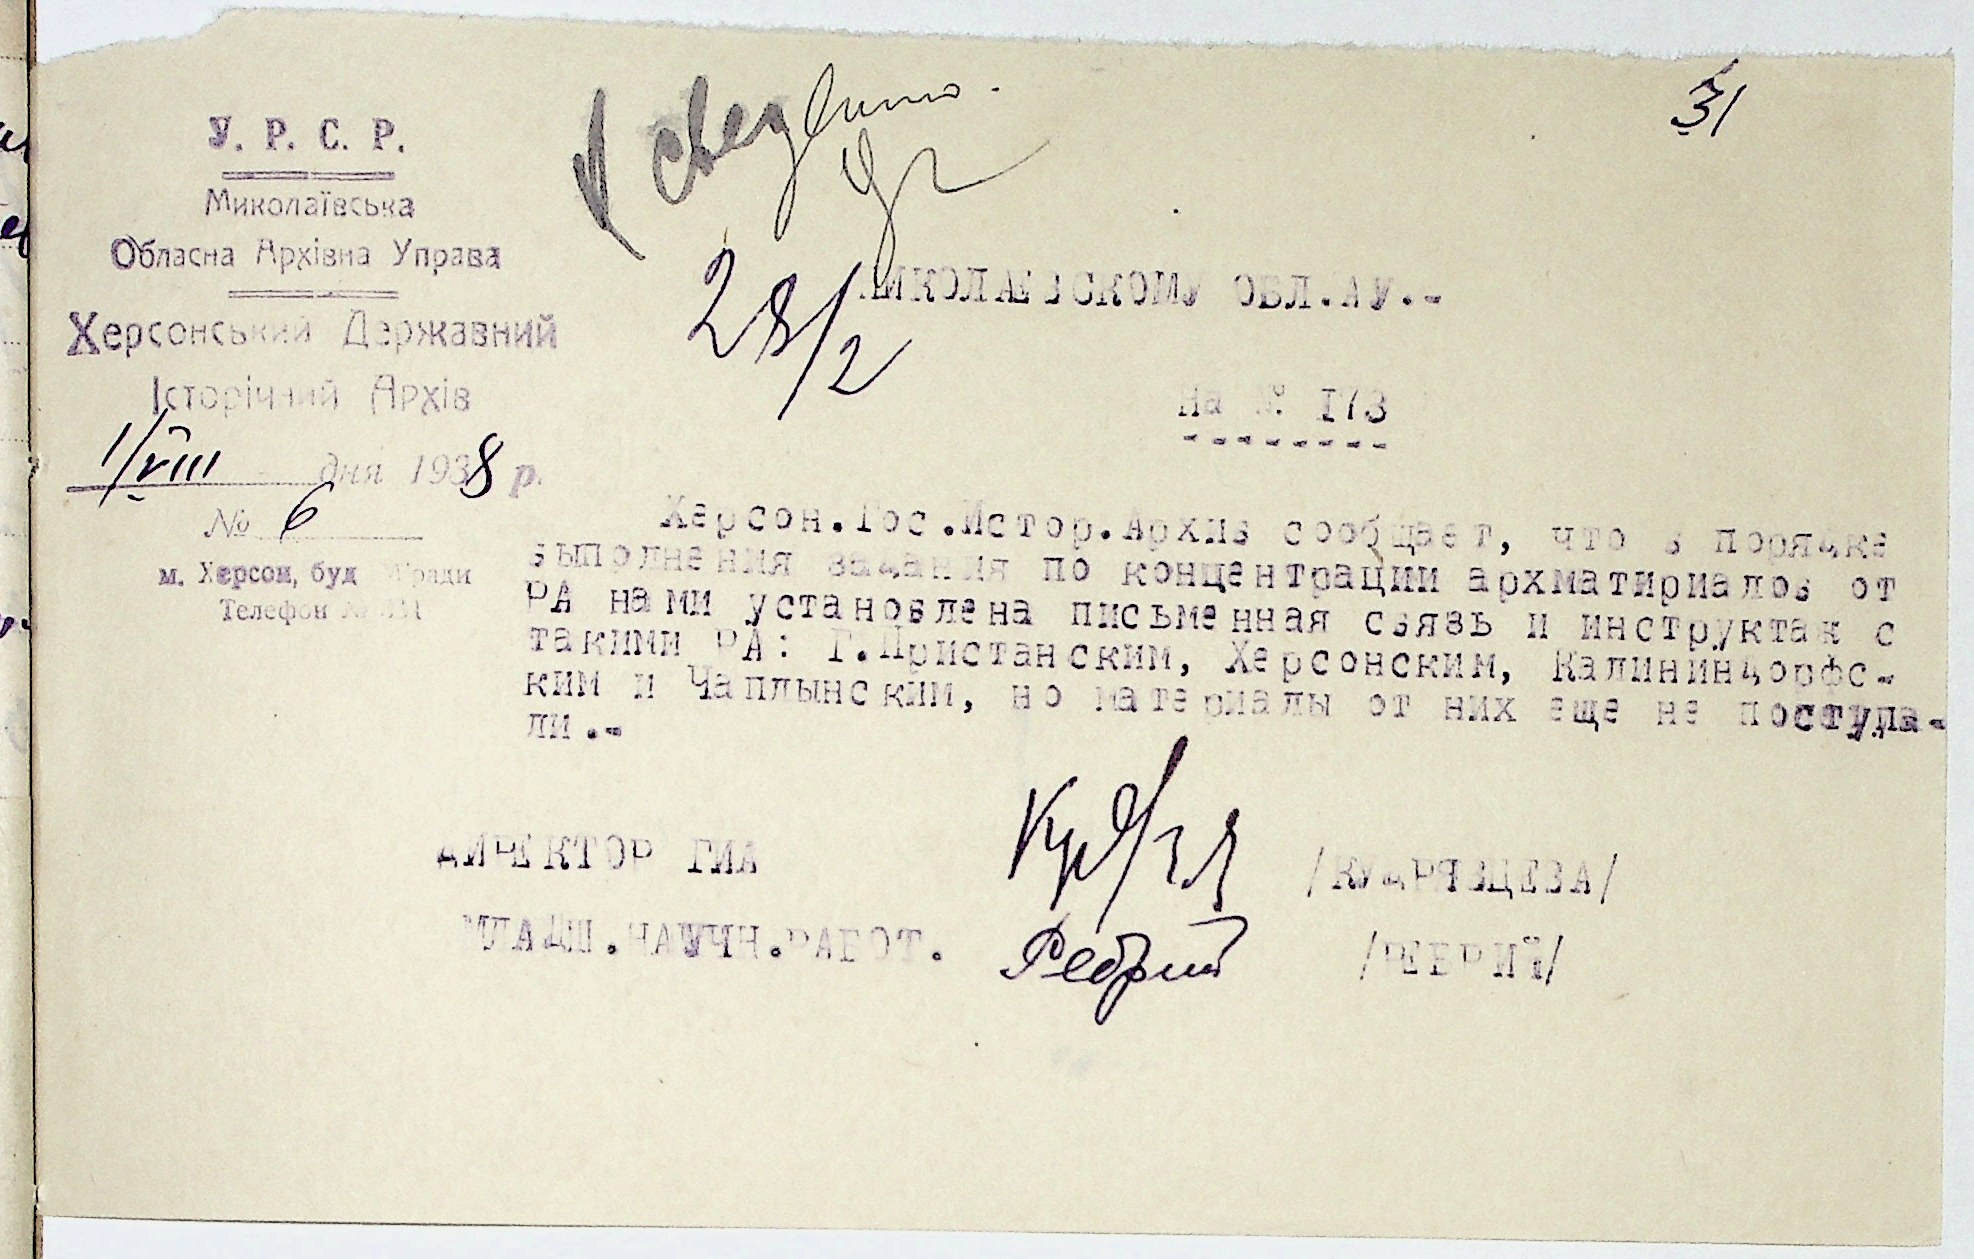 31
К сведению.
28/2
У. Р. С. Р.
Миколаївська
Обласна Архівна Управа
Херсонський Державний
Історічний Архів
1/VIII дня 1938 р.
№ 6
м. Херсон, буд
Телефон №
НИКОЛАЕВСКОМУ ОБЛ.АУ.-
На № 173
--------
Херсон.Гос.Истор.Архив сообщает, что в порядке
выполнения задания по концентрации архматириалов от
РА нами установлена письменная связь и инструктаж с
такими РА: Г.Пристанским, Херсонским, Калининдорфс-
ким и Чаплынским, но материалы от них еще не поступа-
ли.-
ДИРЕКТОР ГИА /КУДРЯВЦЕВА/
МЛАДШ.НАУЧН.РАБОТ. Ребрий /РЕБРИЙ/